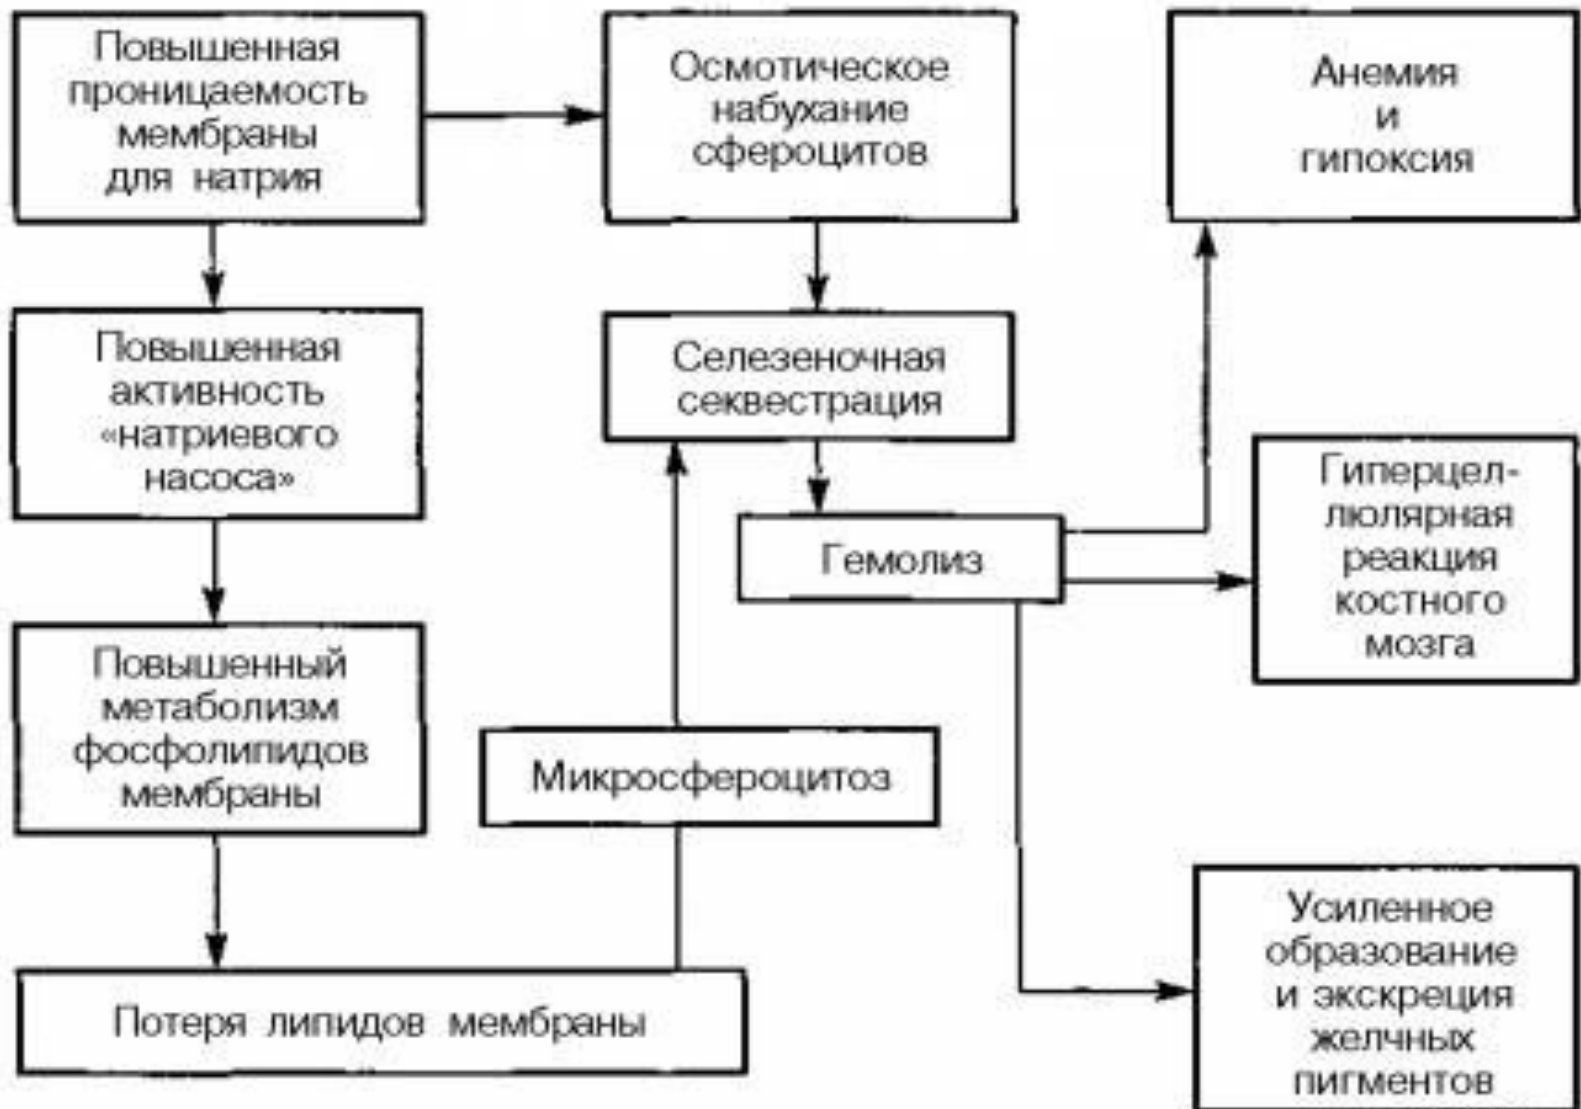 Повышенная
проницаемость
мембраны
для натрия
Осмотическое
набухание
сфероцитов
Анемия
и
гипоксия
Повышенная
активность
«натриевого
насоса»
Селезеночная
секвестрация
Гемолиз
Гиперцел-
люлярная
реакция
костного
мозга
Повышенный
метаболизм
фосфолипидов
мембраны
Микросфероцитоз
Потеря липидов мембраны
Усиленное
образование
и экскреция
желчных
пигментов